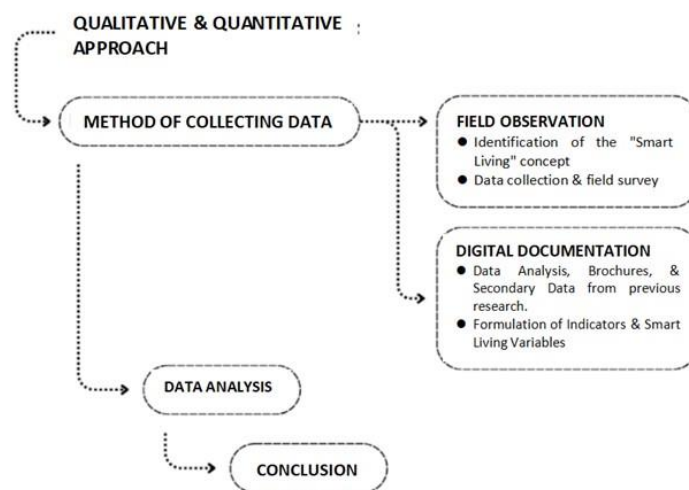 QUALITATIVE & QUANTITATIVE :
APPROACH
METHOD OF COLLECTING DATA
FIELD OBSERVATION
● Identification of the "Smart
Living" concept
● Data collection & field survey
DIGITAL DOCUMENTATION
● Data Analysis, Brochures, &
Secondary Data from previous
research.
● Formulation of Indicators & Smart
Living Variables
DATA ANALYSIS
CONCLUSION